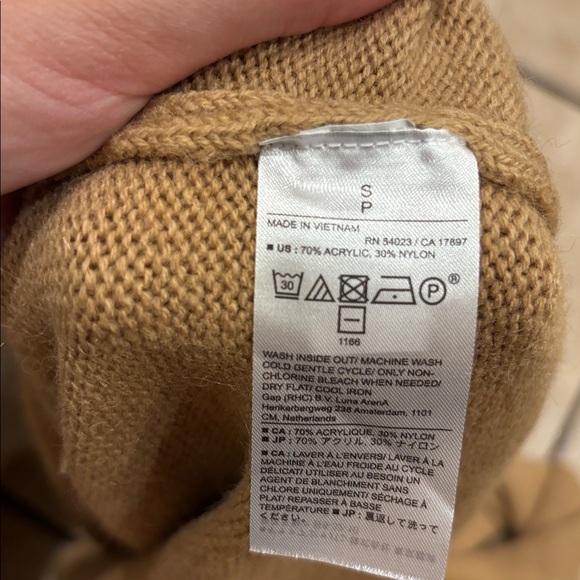 S
P
MADE IN VIETNAM
RN 54023 / CA 17897
■ US : 70% ACRYLIC, 30% NYLON
30 P ®
1166
WASH INSIDE OUT/ MACHINE WASH
COLD GENTLE CYCLE/ ONLY NON-
CHLORINE BLEACH WHEN NEEDED/
DRY FLAT/ COOL IRON
Gap (RHC) B.V. Luna ArenA
Herikerbergweg 238 Amsterdam, 1101
CM, Netherlands
■ CA : 70% ACRYLIQUE, 30% NYLON
■ JP : 70% アクリル, 30% ナイロン
■ CA : LAVER À L'ENVERS/ LAVER À LA
MACHINE À L'EAU FROIDE AU CYCLE
DÉLICAT/ UTILISER AU BESOIN UN
AGENT DE BLANCHIMENT SANS
CHLORE UNIQUEMENT/ SÉCHAGE À
PLAT/ REPASSER À BASSE
TEMPÉRATURE ■ JP : 裏返して洗って
ください。